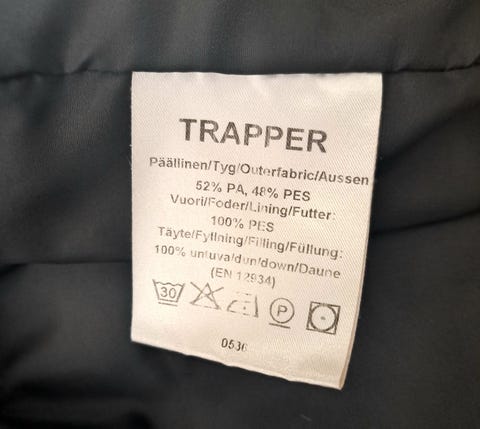 TRAPPER
Päällinen/Tyg/Outerfabric/Aussen
52% PA, 48% PES
Vuori/Foder/Lining/Futter:
100% PES
Täyte/Fyllning/Filling/Füllung:
100% untuva/dun/down/Daune
(EN 12934)
30 P
0536